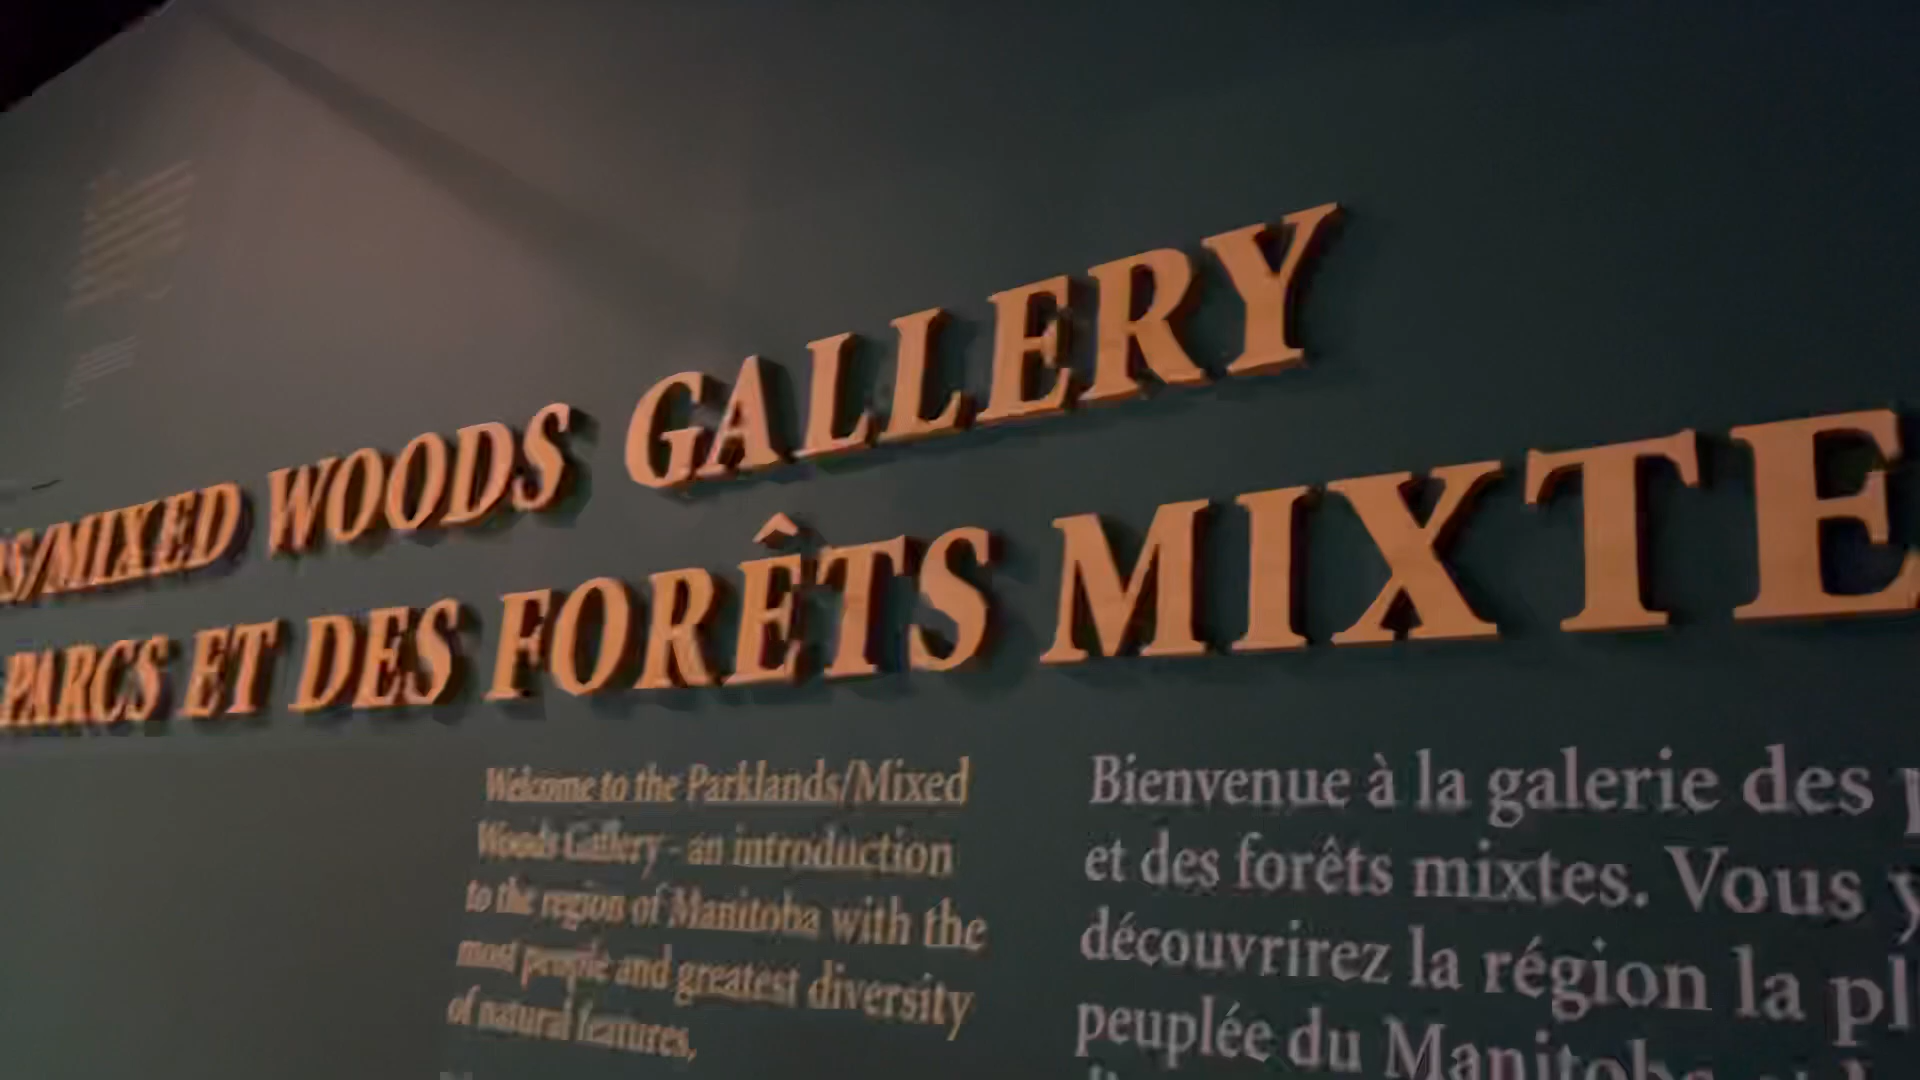 /MIXED WOODS GALLERY
PARCS ET DES FORÊTS MIXTE
Welcome to the Parklands/Mixed
Woods Gallery - an introduction
to the region of Manitoba with the
most people and greatest diversity
of natural features,
Bienvenue à la galerie des
et des forêts mixtes. Vous y
découvrirez la région la pl
peuplée du Manitoba